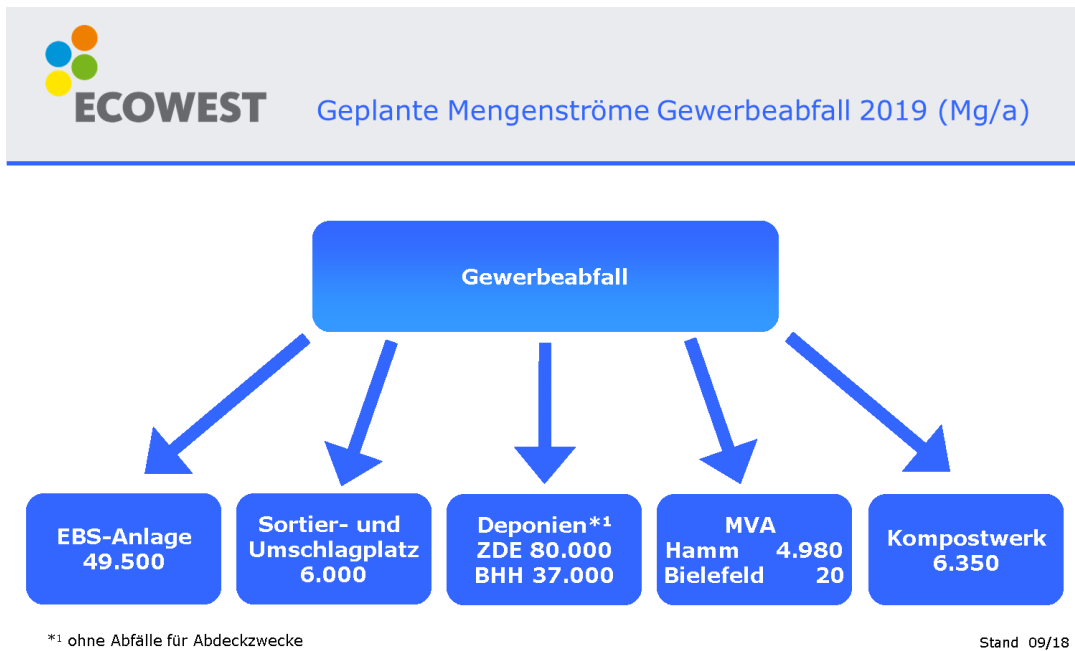 ECOWEST
Geplante Mengenströme Gewerbeabfall 2019 (Mg/a)
Gewerbeabfall
EBS-Anlage
49.500
Sortier- und
Umschlagplatz
6.000
Deponien*¹
ZDE 80.000
BHH 37.000
MVA
Hamm 4.980
Bielefeld 20
Kompostwerk
6.350
*¹ ohne Abfälle für Abdeckzwecke
Stand 09/18